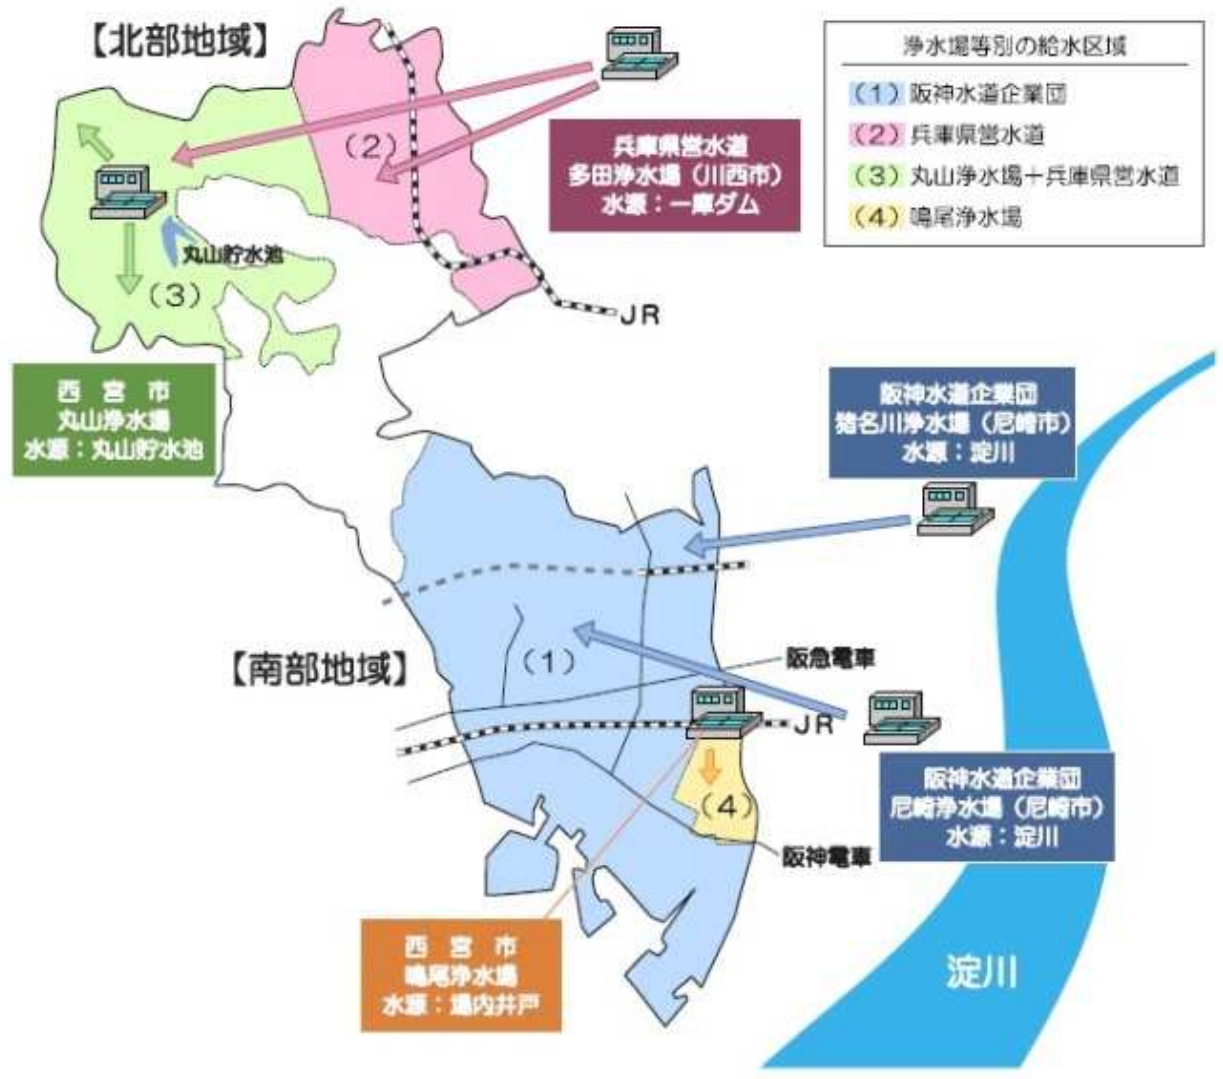 【北部地域】
浄水場等別の給水区域
(1) 阪神水道企業団
(2) 兵庫県営水道
(3) 丸山浄水場+兵庫県営水道
(4) 鳴尾浄水場
兵庫県営水道
多田浄水場(川西市)
水源:一庫ダム
(2)
丸山貯水池
(3)
JR
西宮市
丸山浄水場
水源:丸山貯水池
阪神水道企業団
猪名川浄水場(尼崎市)
水源:淀川
【南部地域】
(1)
阪急電車
JR
阪神水道企業団
尼崎浄水場(尼崎市)
水源:淀川
(4)
阪神電車
西宮市
鳴尾浄水場
水源:場内井戸
淀川